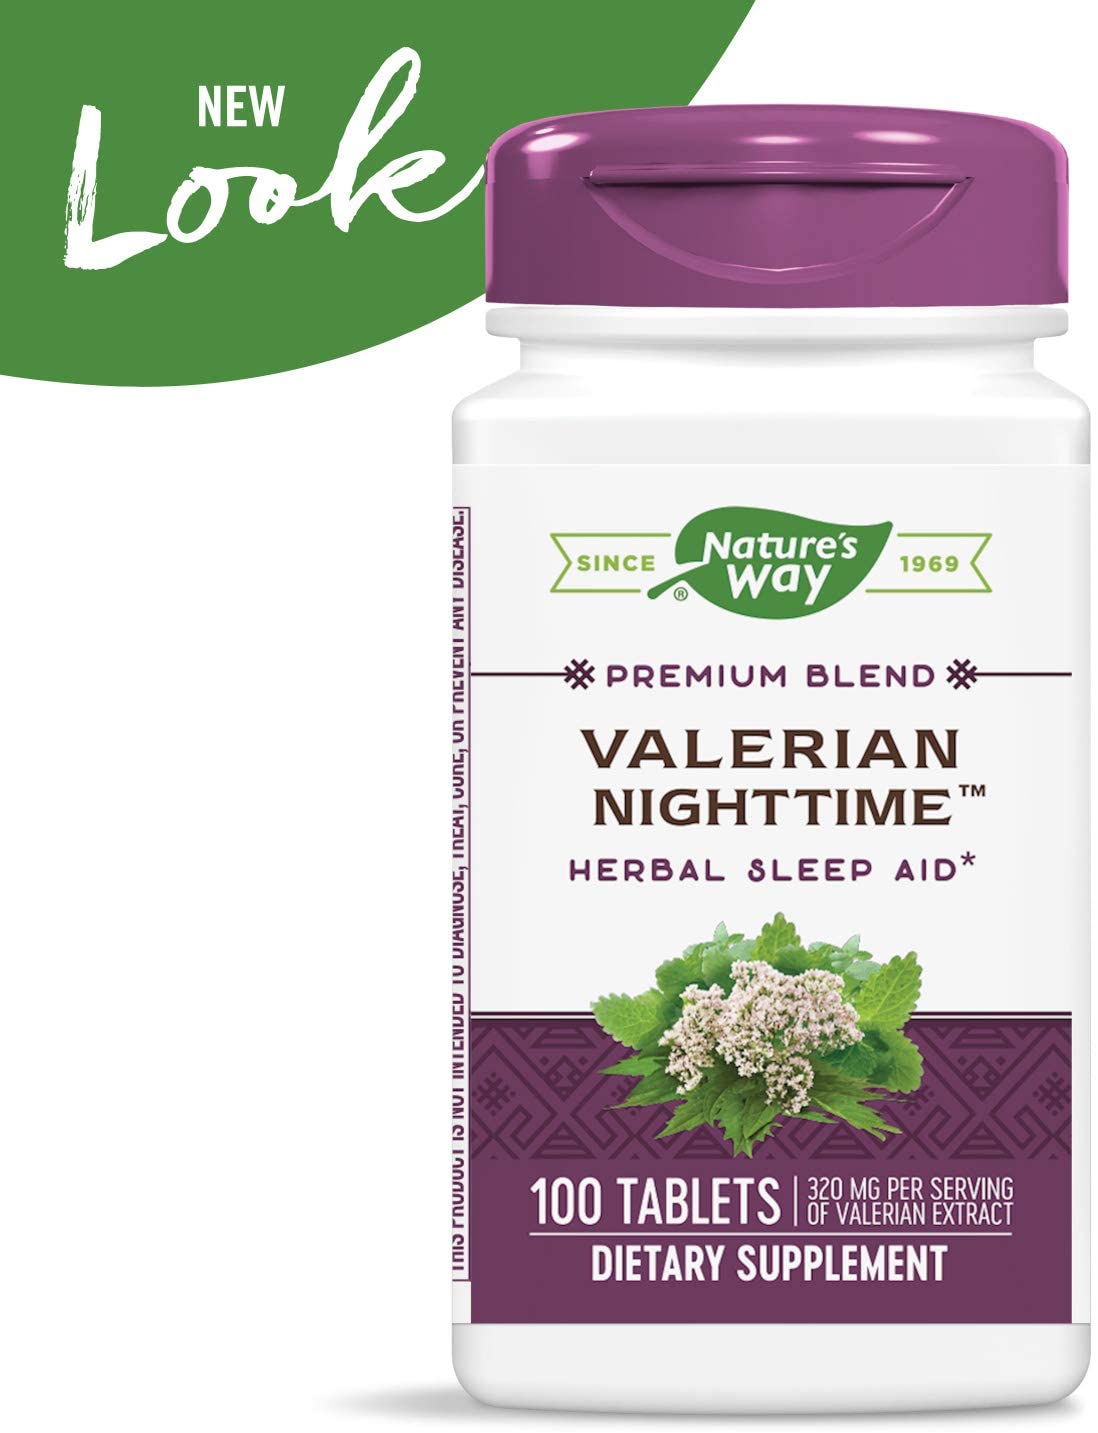 NEW
Look
SINCE
Nature's
Way®
1969
PREMIUM BLEND
VALERIAN
NIGHTTIME™
HERBAL SLEEP AID*
100 TABLETS
320 MG PER SERVING
OF VALERIAN EXTRACT
DIETARY SUPPLEMENT
THIS PRODUCT IS NOT INTENDED TO DIAGNOSE, TREAT, CURE, OR PREVENT ANY DISEASE.